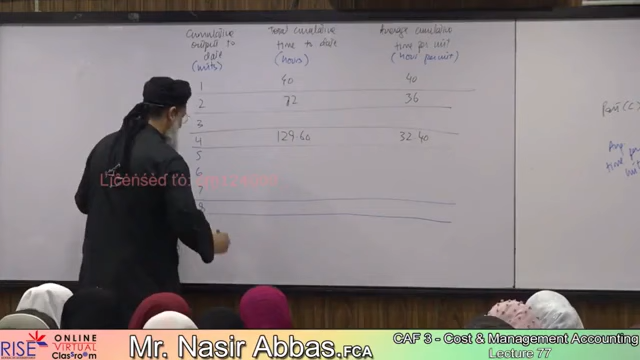 Cumulative Total cumulative Average cumulative
output to time to date time per unit
date (hours) (hour per unit)
(units)
1 40 40
2 72 36
3
4 129.60 32.40
5
6
7
8
Part (C)
Licensed to:
RISE ONLINE VIRTUAL Classroom
Mr. Nasir Abbas.FCA
CAF 3 - Cost & Management Accounting
Lecture 77